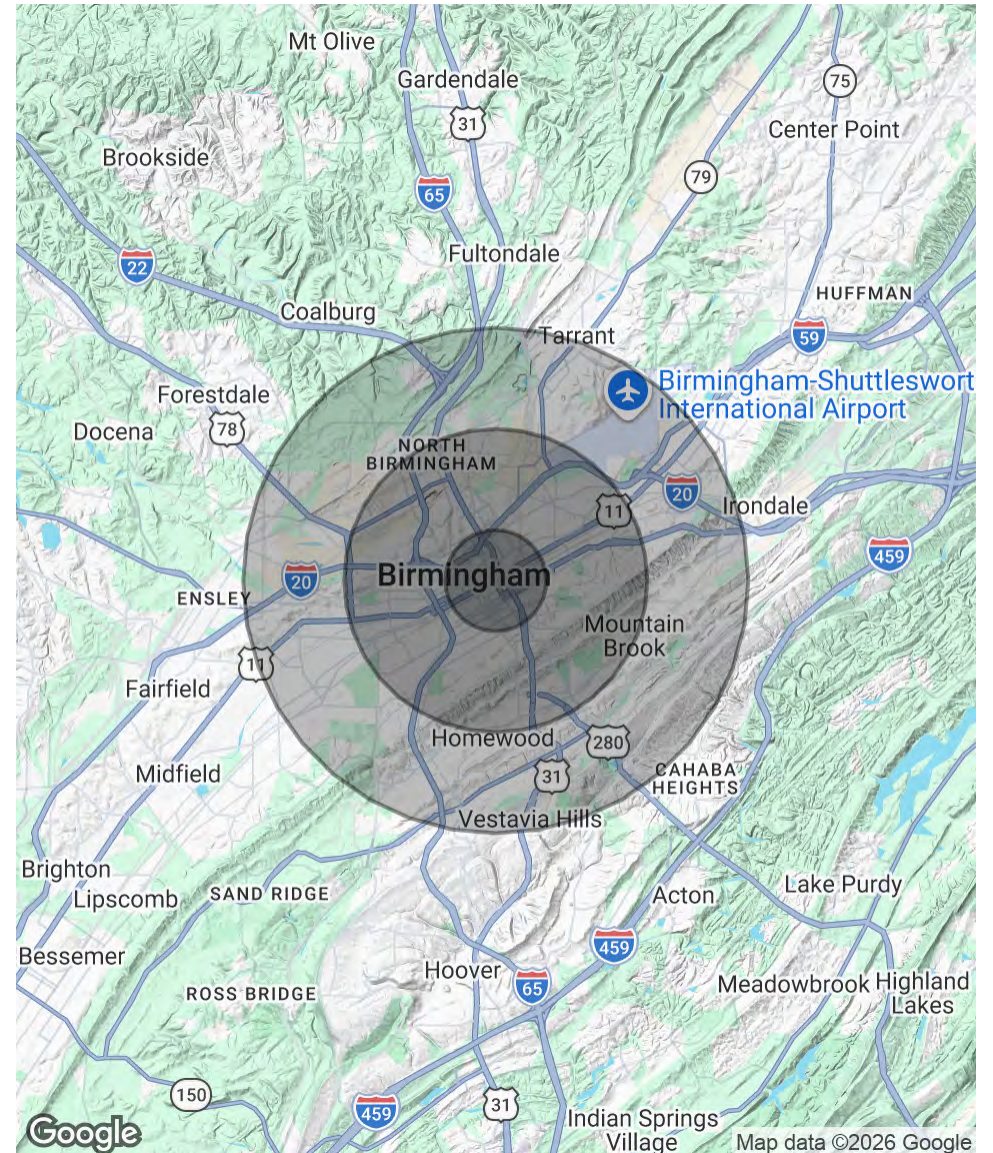 Mt Olive
Gardendale
75
31
Center Point
Brookside
79
65
Fultondale
22
HUFFMAN
Coalburg
Tarrant
59
Birmingham-Shuttleswort
International Airport
Forestdale
78
Docena
NORTH
BIRMINGHAM
20
11
Irondale
459
Birmingham
20
ENSLEY
Mountain
Brook
11
Fairfield
Homewood
280
31
CAHABA
HEIGHTS
Midfield
Vestavia Hills
Brighton
Lipscomb
SAND RIDGE
Lake Purdy
Acton
459
Bessemer
Hoover
65
Meadowbrook
Highland
Lakes
ROSS BRIDGE
150
459
31
Indian Springs
Village
Google
Map data ©2026 Google